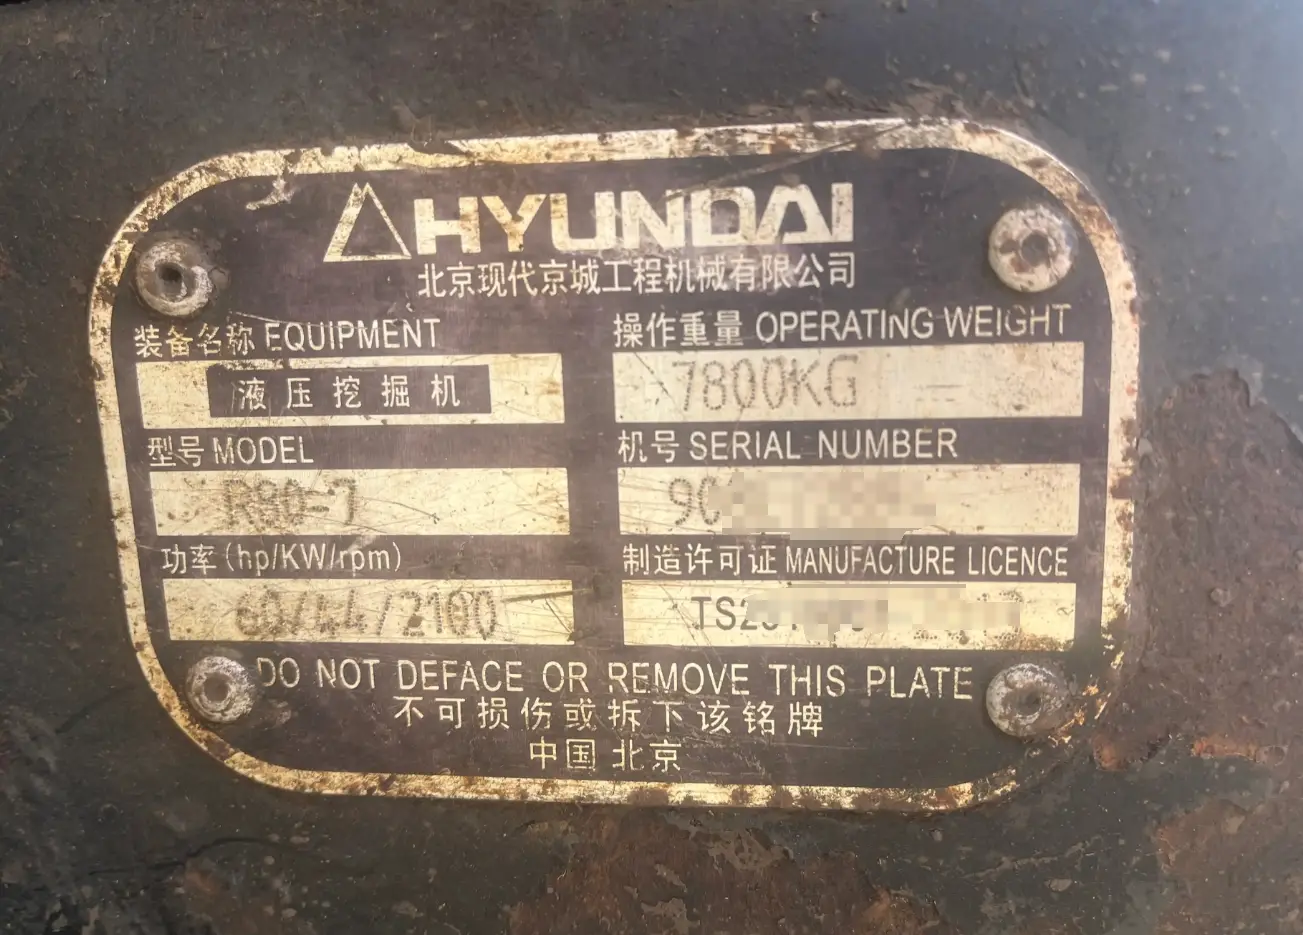 HYUNDAI
北京现代京城工程机械有限公司
装备名称 EQUIPMENT
液压挖掘机
操作重量 OPERATING WEIGHT
7800KG
型号 MODEL
R80-7
机号 SERIAL NUMBER
功率(hp/KW/rpm)
60/44/2100
制造许可证 MANUFACTURE LICENCE
DO NOT DEFACE OR REMOVE THIS PLATE
不可损伤或拆下该铭牌
中国 北京